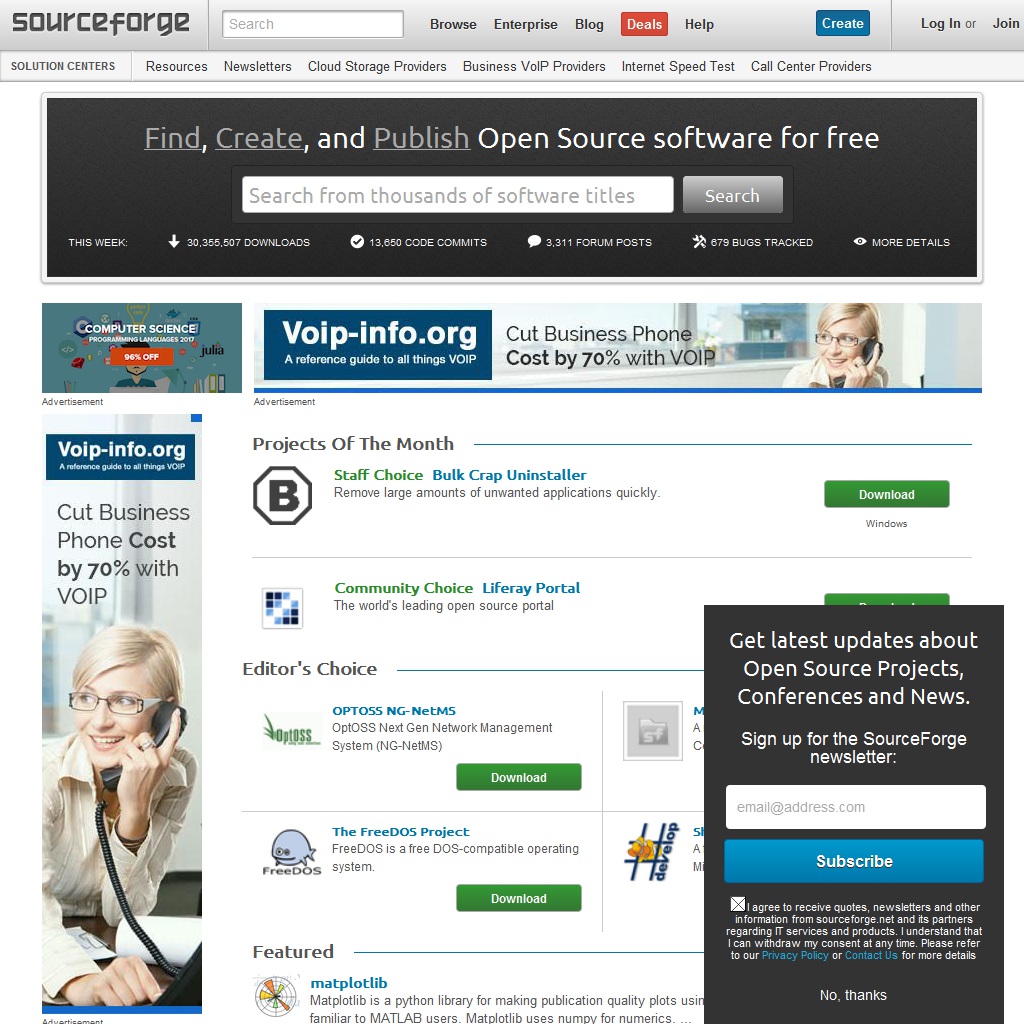 sourceforge
Search
Browse Enterprise Blog Deals Help
Create
Log In or Join
SOLUTION CENTERS
Resources Newsletters Cloud Storage Providers Business VoIP Providers Internet Speed Test Call Center Providers
Find, Create, and Publish Open Source software for free
Search from thousands of software titles
Search
THIS WEEK: 30,355,507 DOWNLOADS 13,650 CODE COMMITS 3,311 FORUM POSTS 679 BUGS TRACKED MORE DETAILS
COMPUTER SCIENCE
PROGRAMMING LANGUAGES 2017
96% OFF
julia
Advertisement
Voip-info.org
A reference guide to all things VOIP
Cut Business Phone
Cost by 70% with VOIP
Advertisement
Voip-info.org
A reference guide to all things VOIP
Cut Business
Phone Cost
by 70% with
VOIP
Advertisement
Projects Of The Month
B
Staff Choice Bulk Crap Uninstaller
Remove large amounts of unwanted applications quickly.
Download
Windows
Community Choice Liferay Portal
The world's leading open source portal
Editor's Choice
OptOSS
OPTOSS NG-NetMS
OptOSS Next Gen Network Management
System (NG-NetMS)
Download
sf
M
A
Co
FreeDOS
The FreeDOS Project
FreeDOS is a free DOS-compatible operating
system.
Download
develop
Sh
A f
Mi
Featured
matplotlib
Matplotlib is a python library for making publication quality plots usin
familiar to MATLAB users. Matplotlib uses numpy for numerics. ...
Get latest updates about
Open Source Projects,
Conferences and News.
Sign up for the SourceForge
newsletter:
email@address.com
Subscribe
I agree to receive quotes, newsletters and other
information from sourceforge.net and its partners
regarding IT services and products. I understand that
I can withdraw my consent at any time. Please refer
to our Privacy Policy or Contact Us for more details
No, thanks